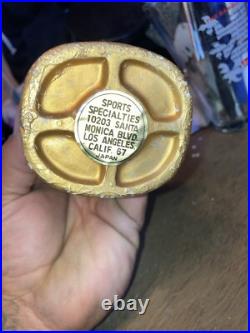 SPORTS
SPECIALTIES
10203 SANTA
MONICA BLVD.
LOS ANGELES
CALIF. 67
JAPAN